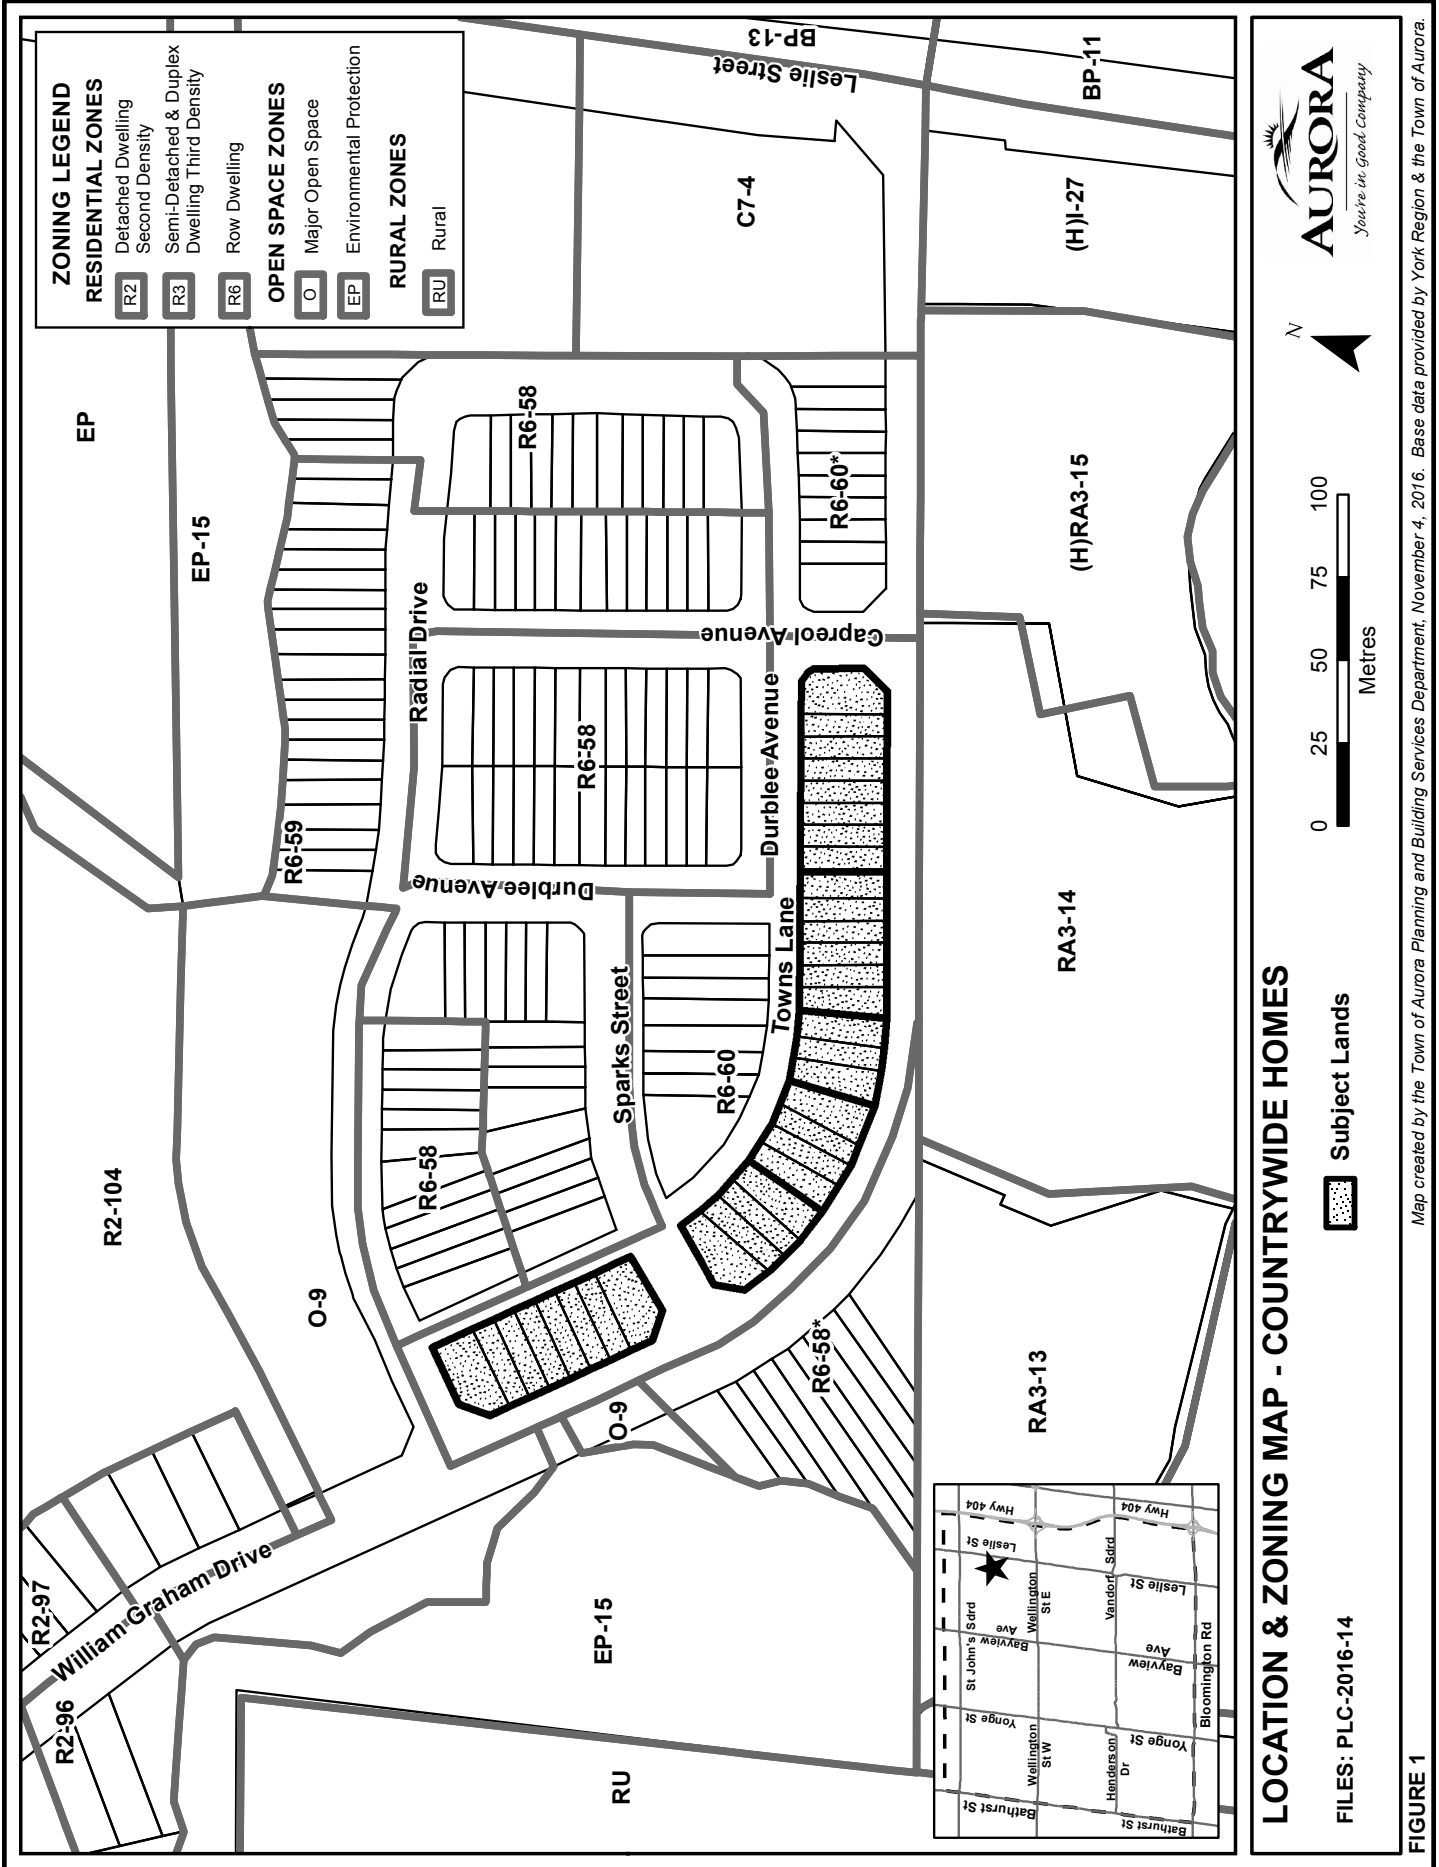 ZONING LEGEND
RESIDENTIAL ZONES
R2
Detached Dwelling
Second Density
R3
Semi-Detached & Duplex
Dwelling Third Density
R6
Row Dwelling
OPEN SPACE ZONES
O
Major Open Space
EP
Environmental Protection
RURAL ZONES
RU
Rural
R2-96
R2-97
William Graham Drive
R2-104
EP
EP-15
O-9
R6-59
Radial Drive
R6-58
R6-58
R6-58
Durblee Avenue
Sparks Street
Durblee Avenue
Capreol Avenue
Towns Lane
R6-60
R6-60*
R6-58*
O-9
EP-15
RU
C7-4
Leslie Street
BP-13
BP-11
(H)I-27
(H)RA3-15
RA3-14
RA3-13
St John's Sdrd
Bathurst St
Yonge St
Bayview
Ave
Leslie St
Hwy 404
Wellington
St W
Wellington
St E
Henderson
Dr
Vandorf Sdrd
Bathurst St
Yonge St
Bayview
Ave
Leslie St
Hwy 404
Bloomington Rd
LOCATION & ZONING MAP - COUNTRYWIDE HOMES
FILES: PLC-2016-14
Subject Lands
0 25 50 75 100
Metres
N
AURORA
You're in Good Company
FIGURE 1
Map created by the Town of Aurora Planning and Building Services Department, November 4, 2016. Base data provided by York Region & the Town of Aurora.